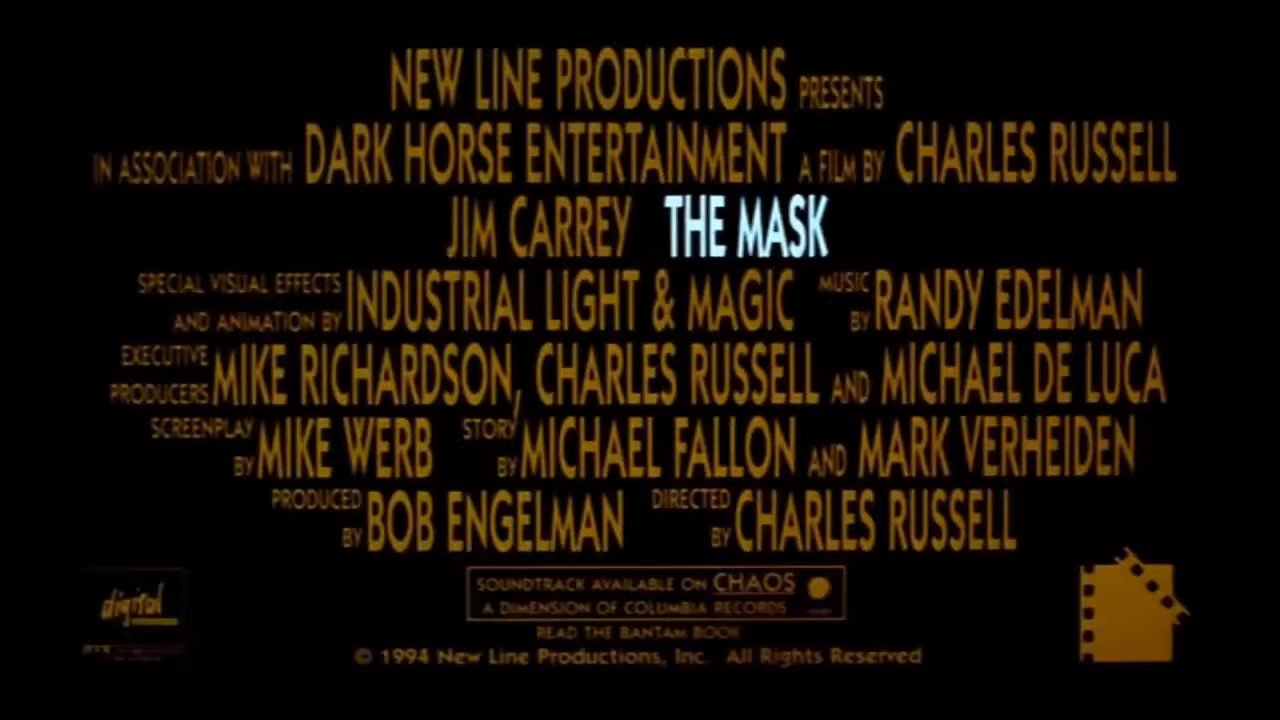 NEW LINE PRODUCTIONS PRESENTS
IN ASSOCIATION WITH DARK HORSE ENTERTAINMENT A FILM BY CHARLES RUSSELL
JIM CARREY THE MASK
SPECIAL VISUAL EFFECTS AND ANIMATION BY INDUSTRIAL LIGHT & MAGIC MUSIC BY RANDY EDELMAN
EXECUTIVE PRODUCERS MIKE RICHARDSON, CHARLES RUSSELL AND MICHAEL DE LUCA
SCREENPLAY BY MIKE WERB STORY BY MICHAEL FALLON AND MARK VERHEIDEN
PRODUCED BY BOB ENGELMAN DIRECTED BY CHARLES RUSSELL
digital
SOUNDTRACK AVAILABLE ON CHAOS
A DIMENSION OF COLUMBIA RECORDS
READ THE BANTAM BOOK
© 1994 New Line Productions, Inc. All Rights Reserved